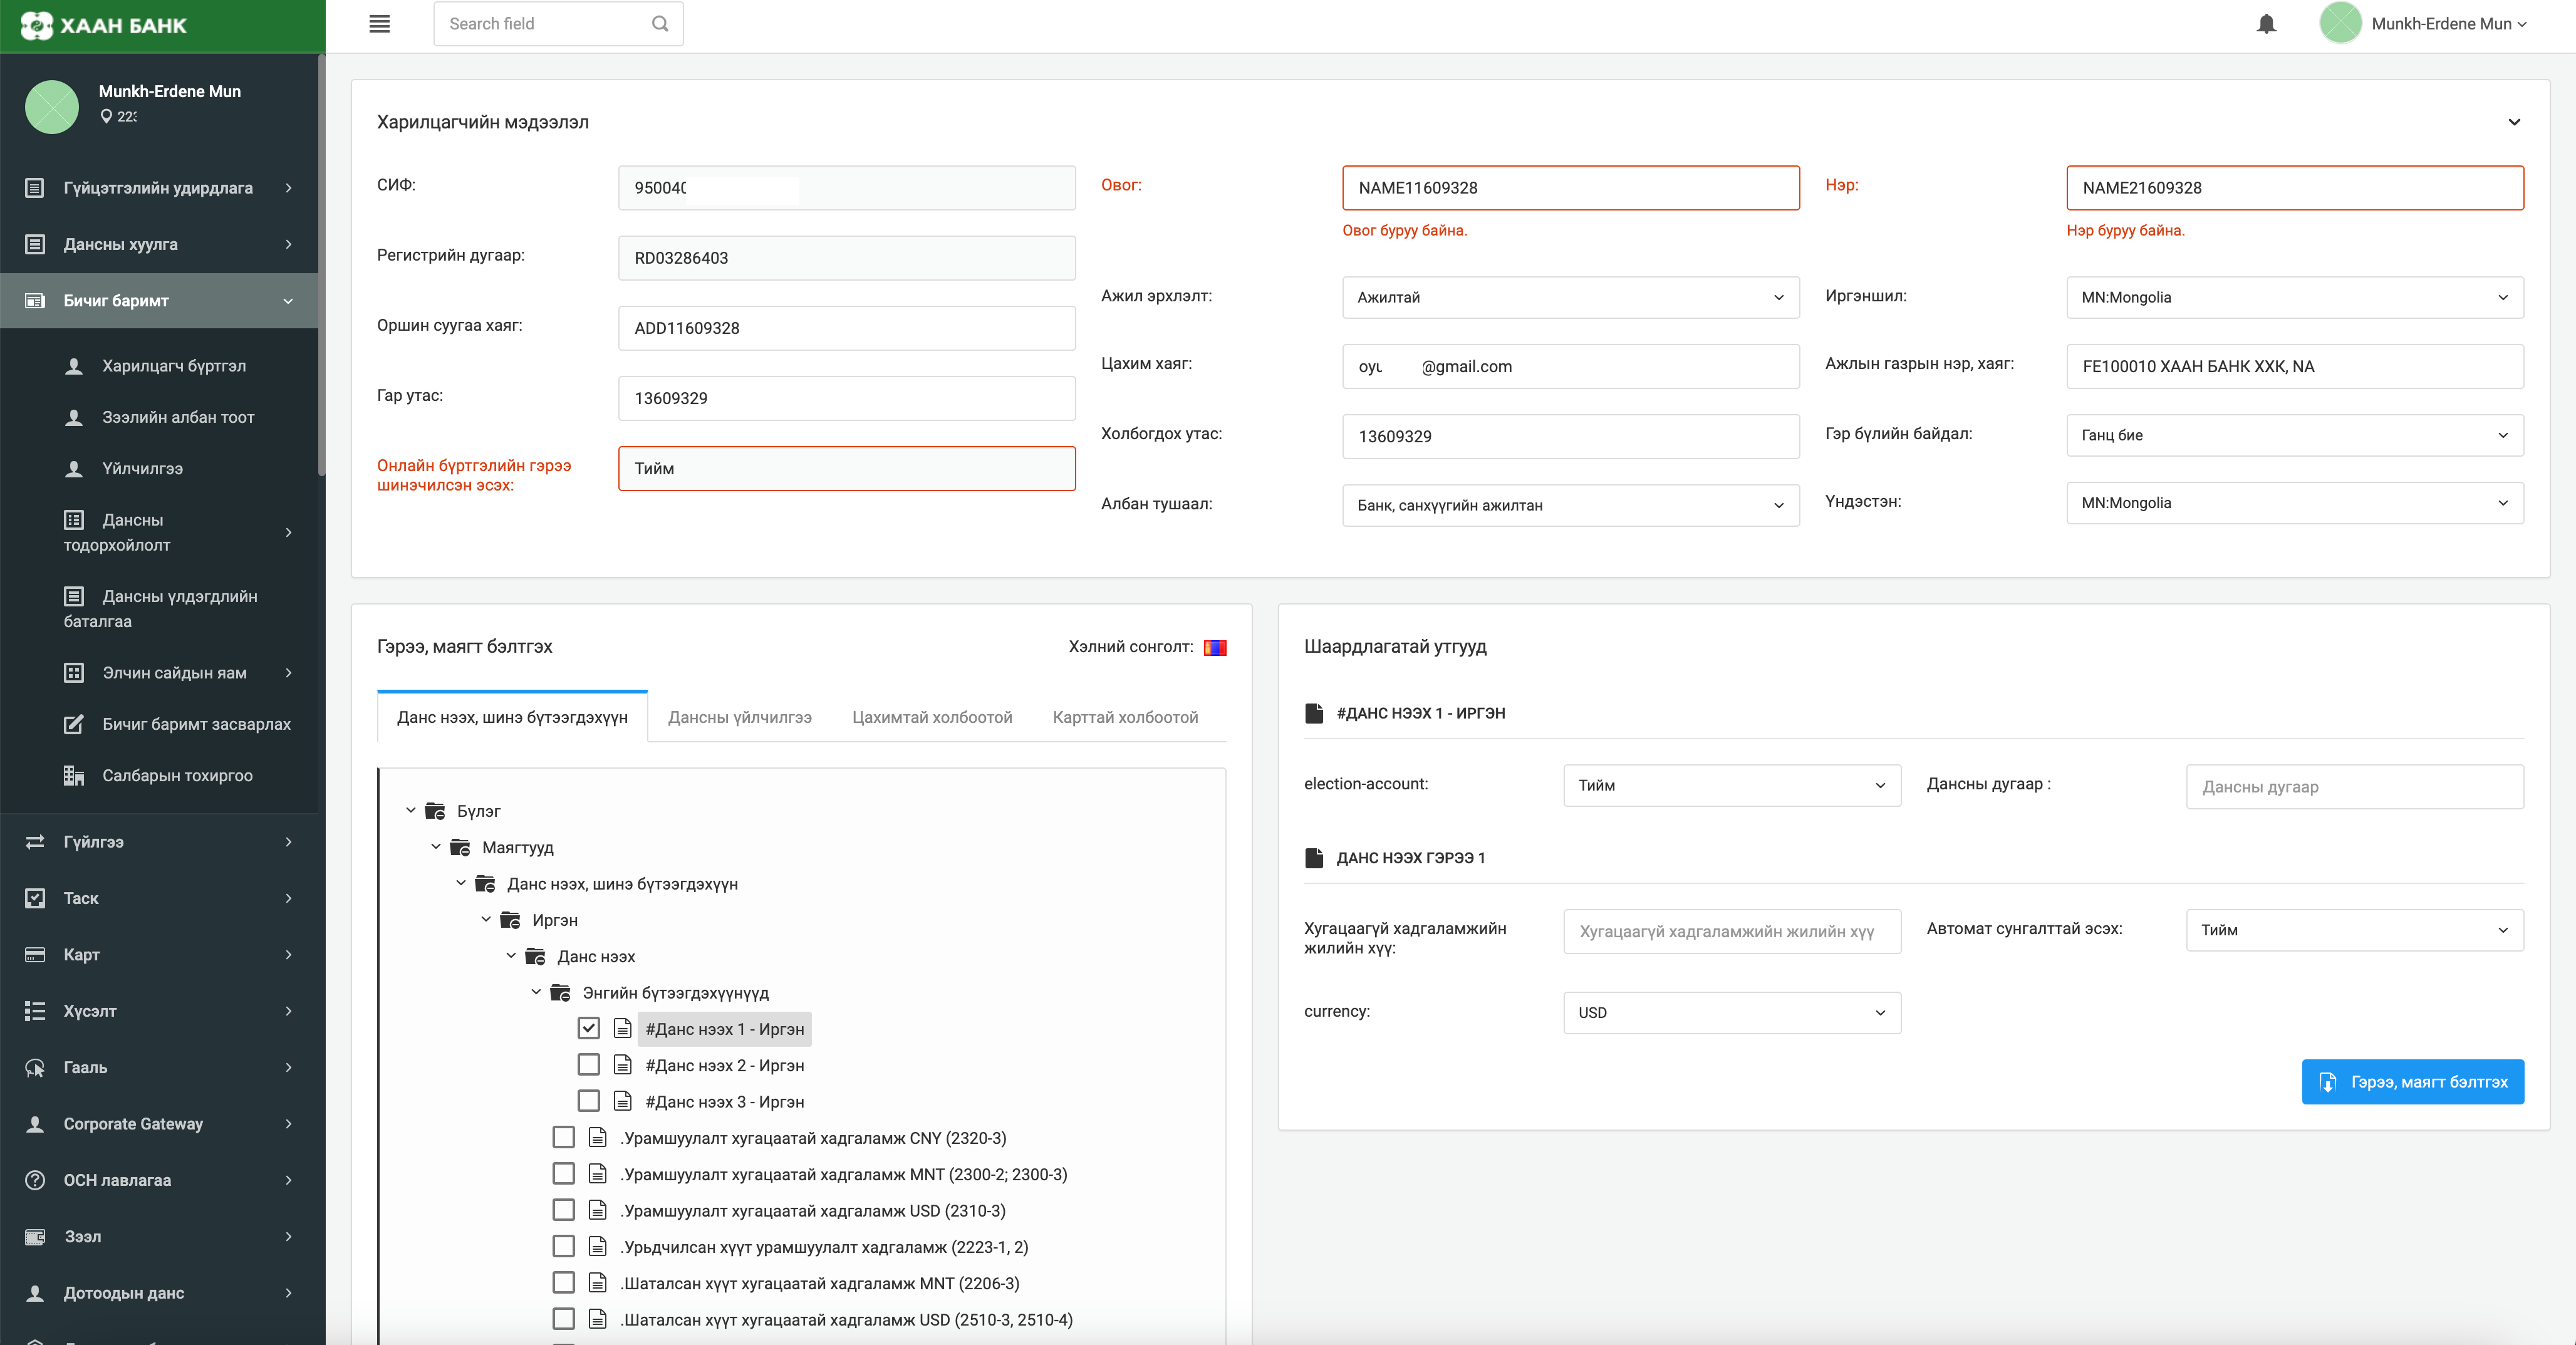 ХААН БАНК
Search field
Munkh-Erdene Mun
Munkh-Erdene Mun
Гүйцэтгэлийн удирдлага
Дансны хуулга
Бичиг баримт
Харилцагч бүртгэл
Зээлийн албан тоот
Үйлчилгээ
Дансны
тодорхойлолт
Дансны үлдэгдлийн
баталгаа
Элчин сайдын яам
Бичиг баримт засварлах
Салбарын тохиргоо
Гүйлгээ
Таск
Карт
Хүсэлт
Гааль
Corporate Gateway
ОСН лавлагаа
Зээл
Дотоодын данс
Харилцагчийн мэдээлэл
СИФ: 95004
Регистрийн дугаар: RD03286403
Оршин суугаа хаяг: ADD11609328
Гар утас: 13609329
Онлайн бүртгэлийн гэрээ
шинэчилсэн эсэх: Тийм
Овог: NAME11609328
Овог буруу байна.
Ажил эрхлэлт: Ажилтай
Цахим хаяг: @gmail.com
Холбогдох утас: 13609329
Албан тушаал: Банк, санхүүгийн ажилтан
Нэр: NAME21609328
Нэр буруу байна.
Иргэншил: MN:Mongolia
Ажлын газрын нэр, хаяг: FE100010 ХААН БАНК ХХК, NA
Гэр бүлийн байдал: Ганц бие
Үндэстэн: MN:Mongolia
Гэрээ, маягт бэлтгэх
Хэлний сонголт:
Данс нээх, шинэ бүтээгдэхүүн
Дансны үйлчилгээ
Цахимтай холбоотой
Карттай холбоотой
Бүлэг
Маягтууд
Данс нээх, шинэ бүтээгдэхүүн
Иргэн
Данс нээх
Энгийн бүтээгдэхүүнүүд
#Данс нээх 1 - Иргэн
#Данс нээх 2 - Иргэн
#Данс нээх 3 - Иргэн
.Урамшуулалт хугацаатай хадгаламж CNY (2320-3)
.Урамшуулалт хугацаатай хадгаламж MNT (2300-2; 2300-3)
.Урамшуулалт хугацаатай хадгаламж USD (2310-3)
.Урьдчилсан хүүт урамшуулалт хадгаламж (2223-1, 2)
.Шаталсан хүүт хугацаатай хадгаламж MNT (2206-3)
.Шаталсан хүүт хугацаатай хадгаламж USD (2510-3, 2510-4)
Шаардлагатай утгууд
#ДАНС НЭЭХ 1 - ИРГЭН
election-account: Тийм
Дансны дугаар : Дансны дугаар
ДАНС НЭЭХ ГЭРЭЭ 1
Хугацаагүй хадгаламжийн
жилийн хүү: Хугацаагүй хадгаламжийн жилийн хүү
Автомат сунгалттай эсэх: Тийм
currency: USD
Гэрээ, маягт бэлтгэх